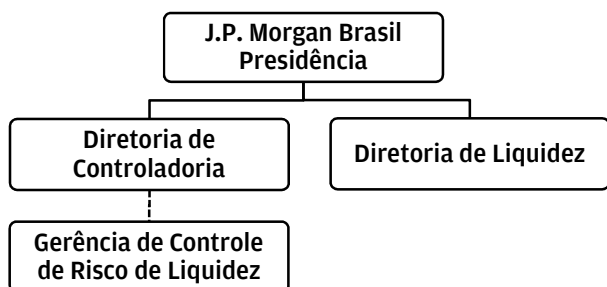 J.P. Morgan Brasil
Presidência
Diretoria de
Controladoria
Diretoria de Liquidez
Gerência de Controle
de Risco de Liquidez